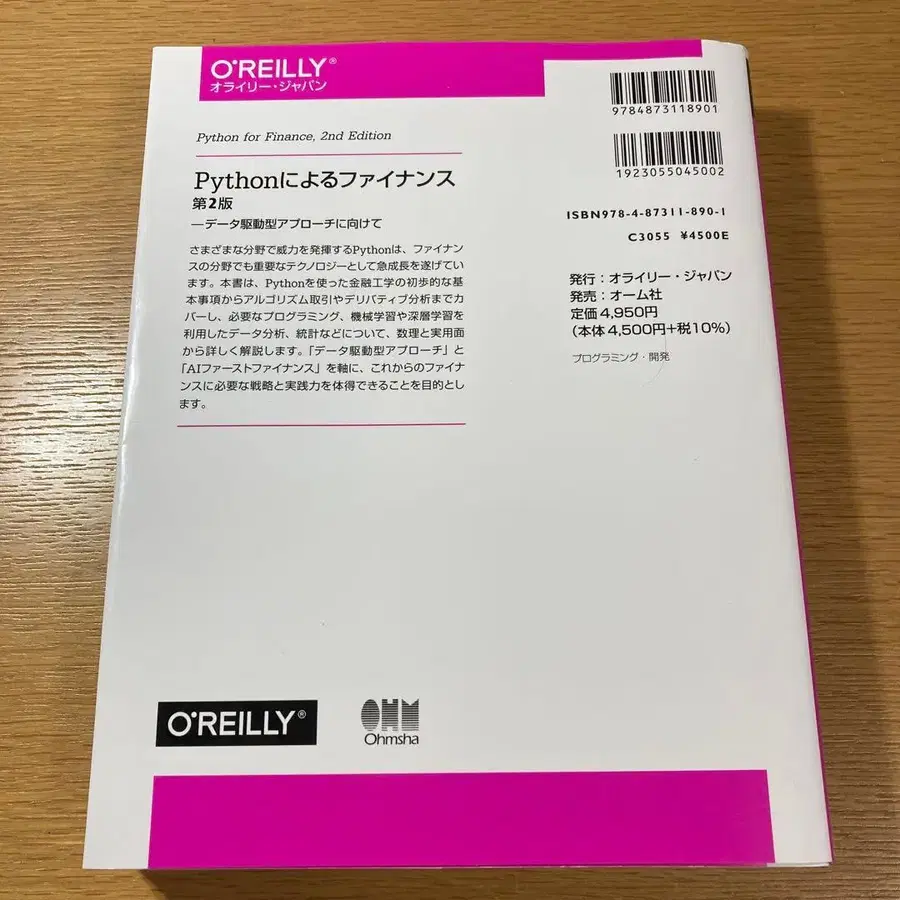 O'REILLY®
オライリー・ジャパン
Python for Finance, 2nd Edition
Pythonによるファイナンス
第2版
―データ駆動型アプローチに向けて
さまざまな分野で威力を発揮するPythonは、ファイナン
スの分野でも重要なテクノロジーとして急成長を遂げてい
ます。本書は、Pythonを使った金融工学の初歩的な基
本事項からアルゴリズム取引やデリバティブ分析までカ
バーし、必要なプログラミング、機械学習や深層学習を
利用したデータ分析、統計などについて、数理と実用面
から詳しく解説します。「データ駆動型アプローチ」と
「AIファーストファイナンス」を軸に、これからのファイナ
ンスに必要な戦略と実践力を体得できることを目的とし
ます。
9784873118901
1923055045002
ISBN978-4-87311-890-1
C3055 ¥4500E
発行：オライリー・ジャパン
発売：オーム社
定価4,950円
（本体4,500円+税10%）
プログラミング・開発
O'REILLY®
OHM
Ohmsha